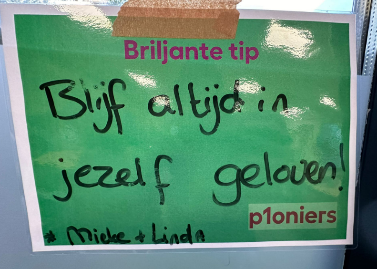 Briljante tip
Blijf altijd in
jezelf geloven!
p1oniers
* Mieke + Linda